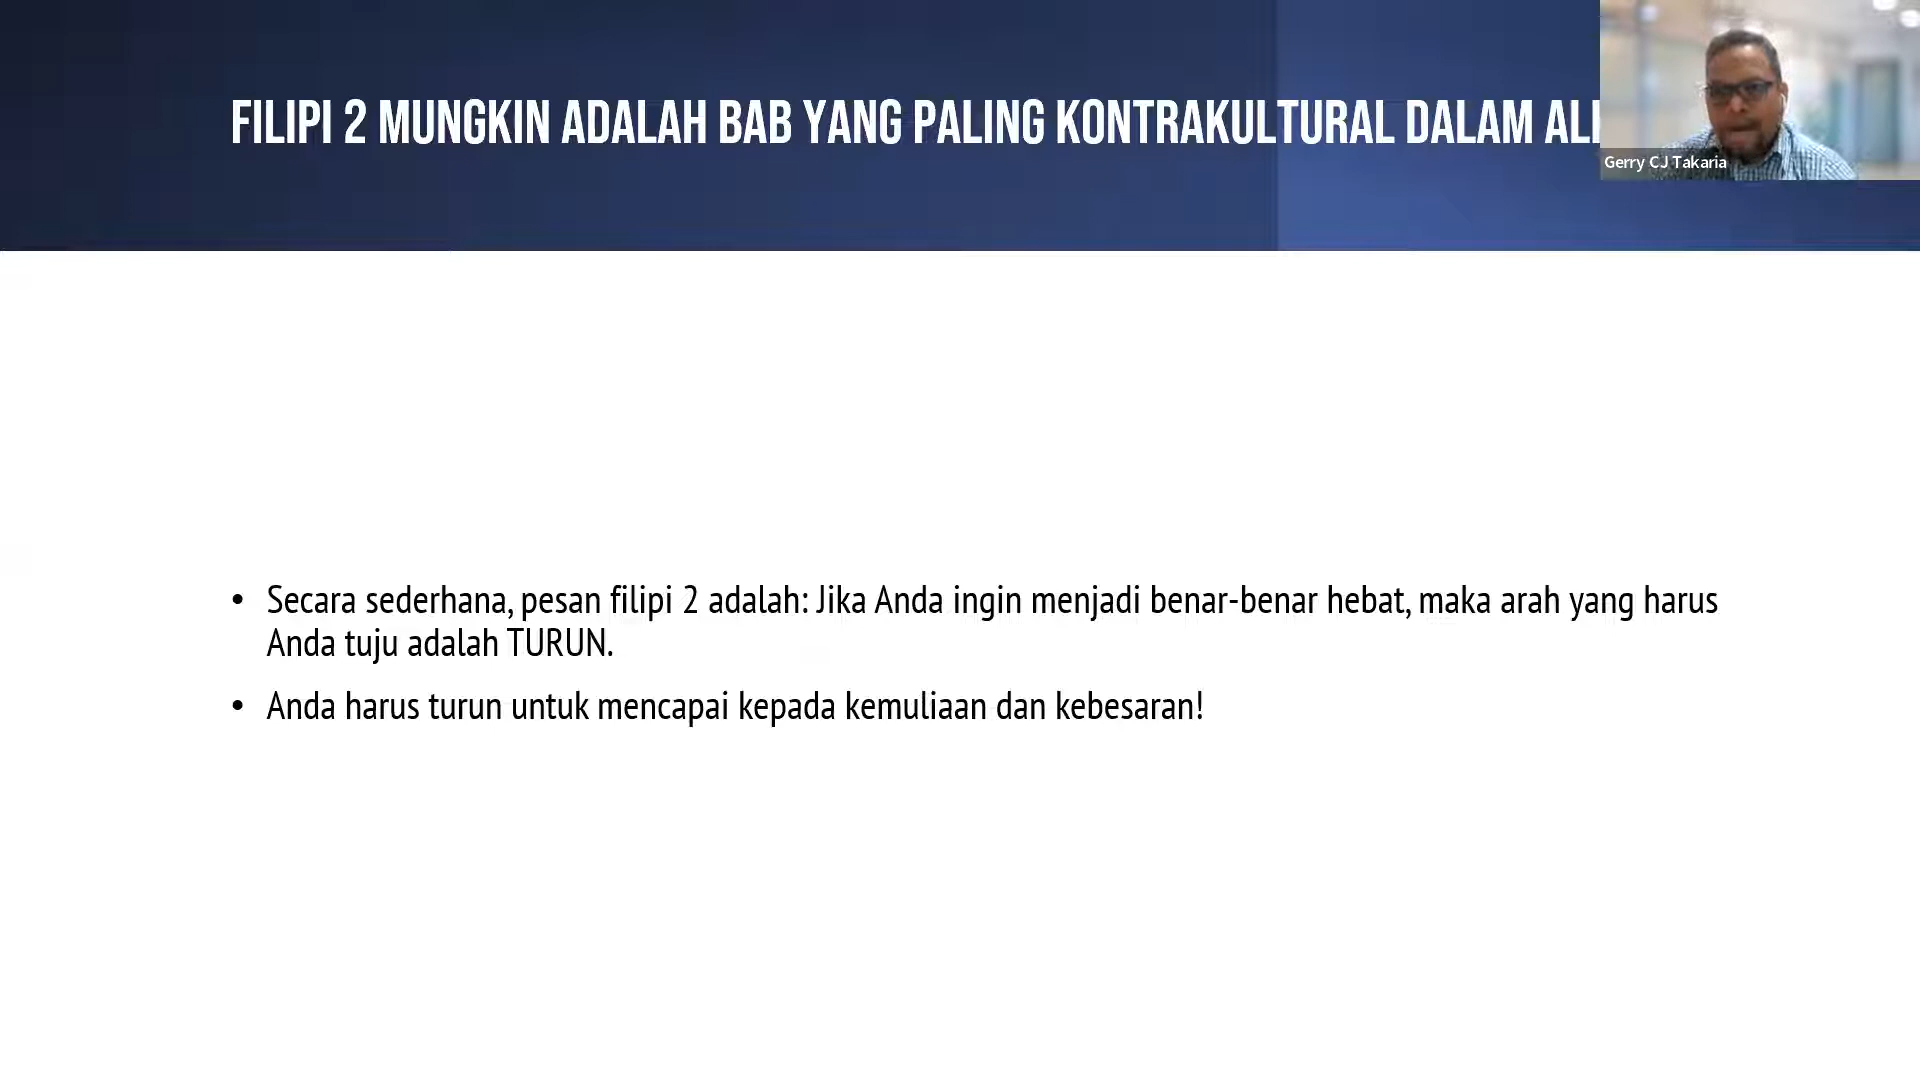 FILIPI 2 MUNGKIN ADALAH BAB YANG PALING KONTRAKULTURAL DALAM
Gerry CJ Takaria
• Secara sederhana, pesan filipi 2 adalah: Jika Anda ingin menjadi benar-benar hebat, maka arah yang harus
Anda tuju adalah TURUN.
• Anda harus turun untuk mencapai kepada kemuliaan dan kebesaran!